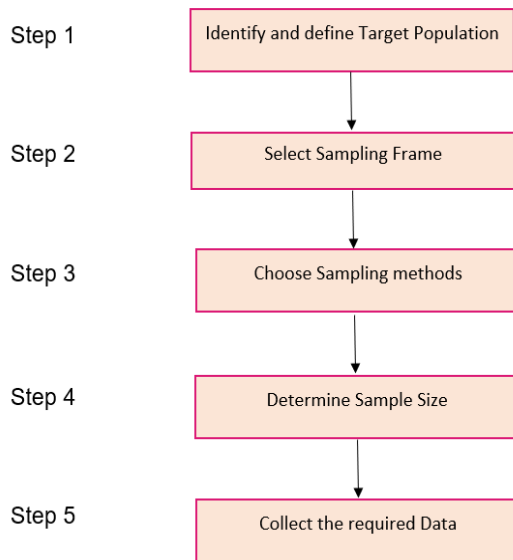 Step 1
Identify and define Target Population
Step 2
Select Sampling Frame
Step 3
Choose Sampling methods
Step 4
Determine Sample Size
Step 5
Collect the required Data